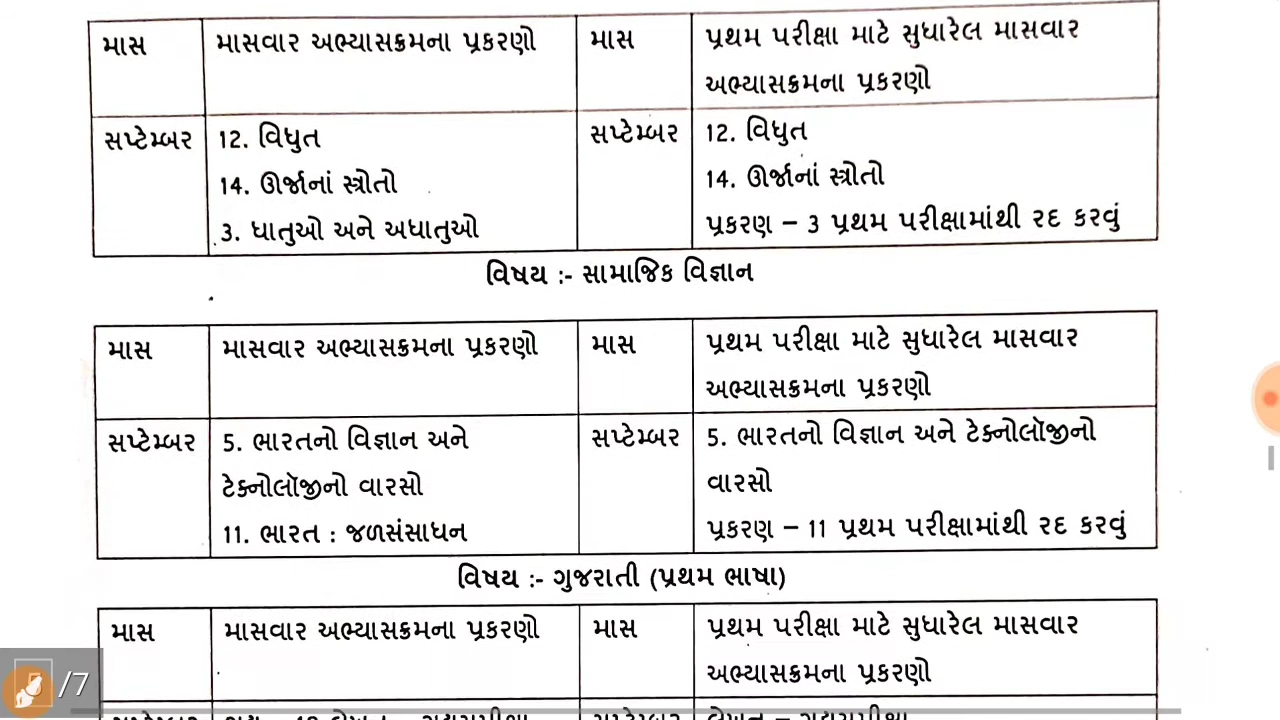 માસ
માસવાર અભ્યાસક્રમના પ્રકરણો
માસ
પ્રથમ પરીક્ષા માટે સુધારેલ માસવાર
અભ્યાસક્રમના પ્રકરણો
સપ્ટેમ્બર
12. વિધુત
14. ઊર્જાનાં સ્ત્રોતો
3. ધાતુઓ અને અધાતુઓ
સપ્ટેમ્બર
12. વિધુત
14. ઊર્જાનાં સ્ત્રોતો
પ્રકરણ – 3 પ્રથમ પરીક્ષામાંથી રદ કરવું
વિષય :- સામાજિક વિજ્ઞાન
માસ
માસવાર અભ્યાસક્રમના પ્રકરણો
માસ
પ્રથમ પરીક્ષા માટે સુધારેલ માસવાર
અભ્યાસક્રમના પ્રકરણો
સપ્ટેમ્બર
5. ભારતનો વિજ્ઞાન અને
ટેક્નોલૉજીનો વારસો
11. ભારત : જળસંસાધન
સપ્ટેમ્બર
5. ભારતનો વિજ્ઞાન અને ટેક્નોલૉજીનો
વારસો
પ્રકરણ – 11 પ્રથમ પરીક્ષામાંથી રદ કરવું
વિષય :- ગુજરાતી (પ્રથમ ભાષા)
માસ
માસવાર અભ્યાસક્રમના પ્રકરણો
માસ
પ્રથમ પરીક્ષા માટે સુધારેલ માસવાર
અભ્યાસક્રમના પ્રકરણો
/7